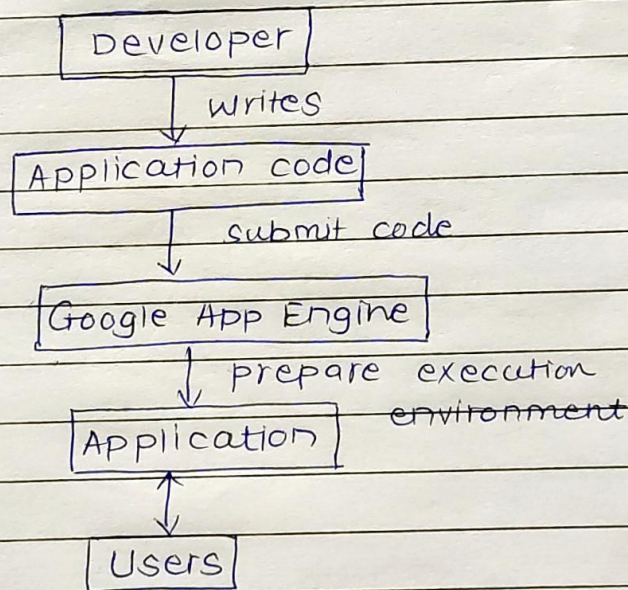 Developer
writes
Application code
submit code
Google App Engine
prepare execution
environment
Application
Users